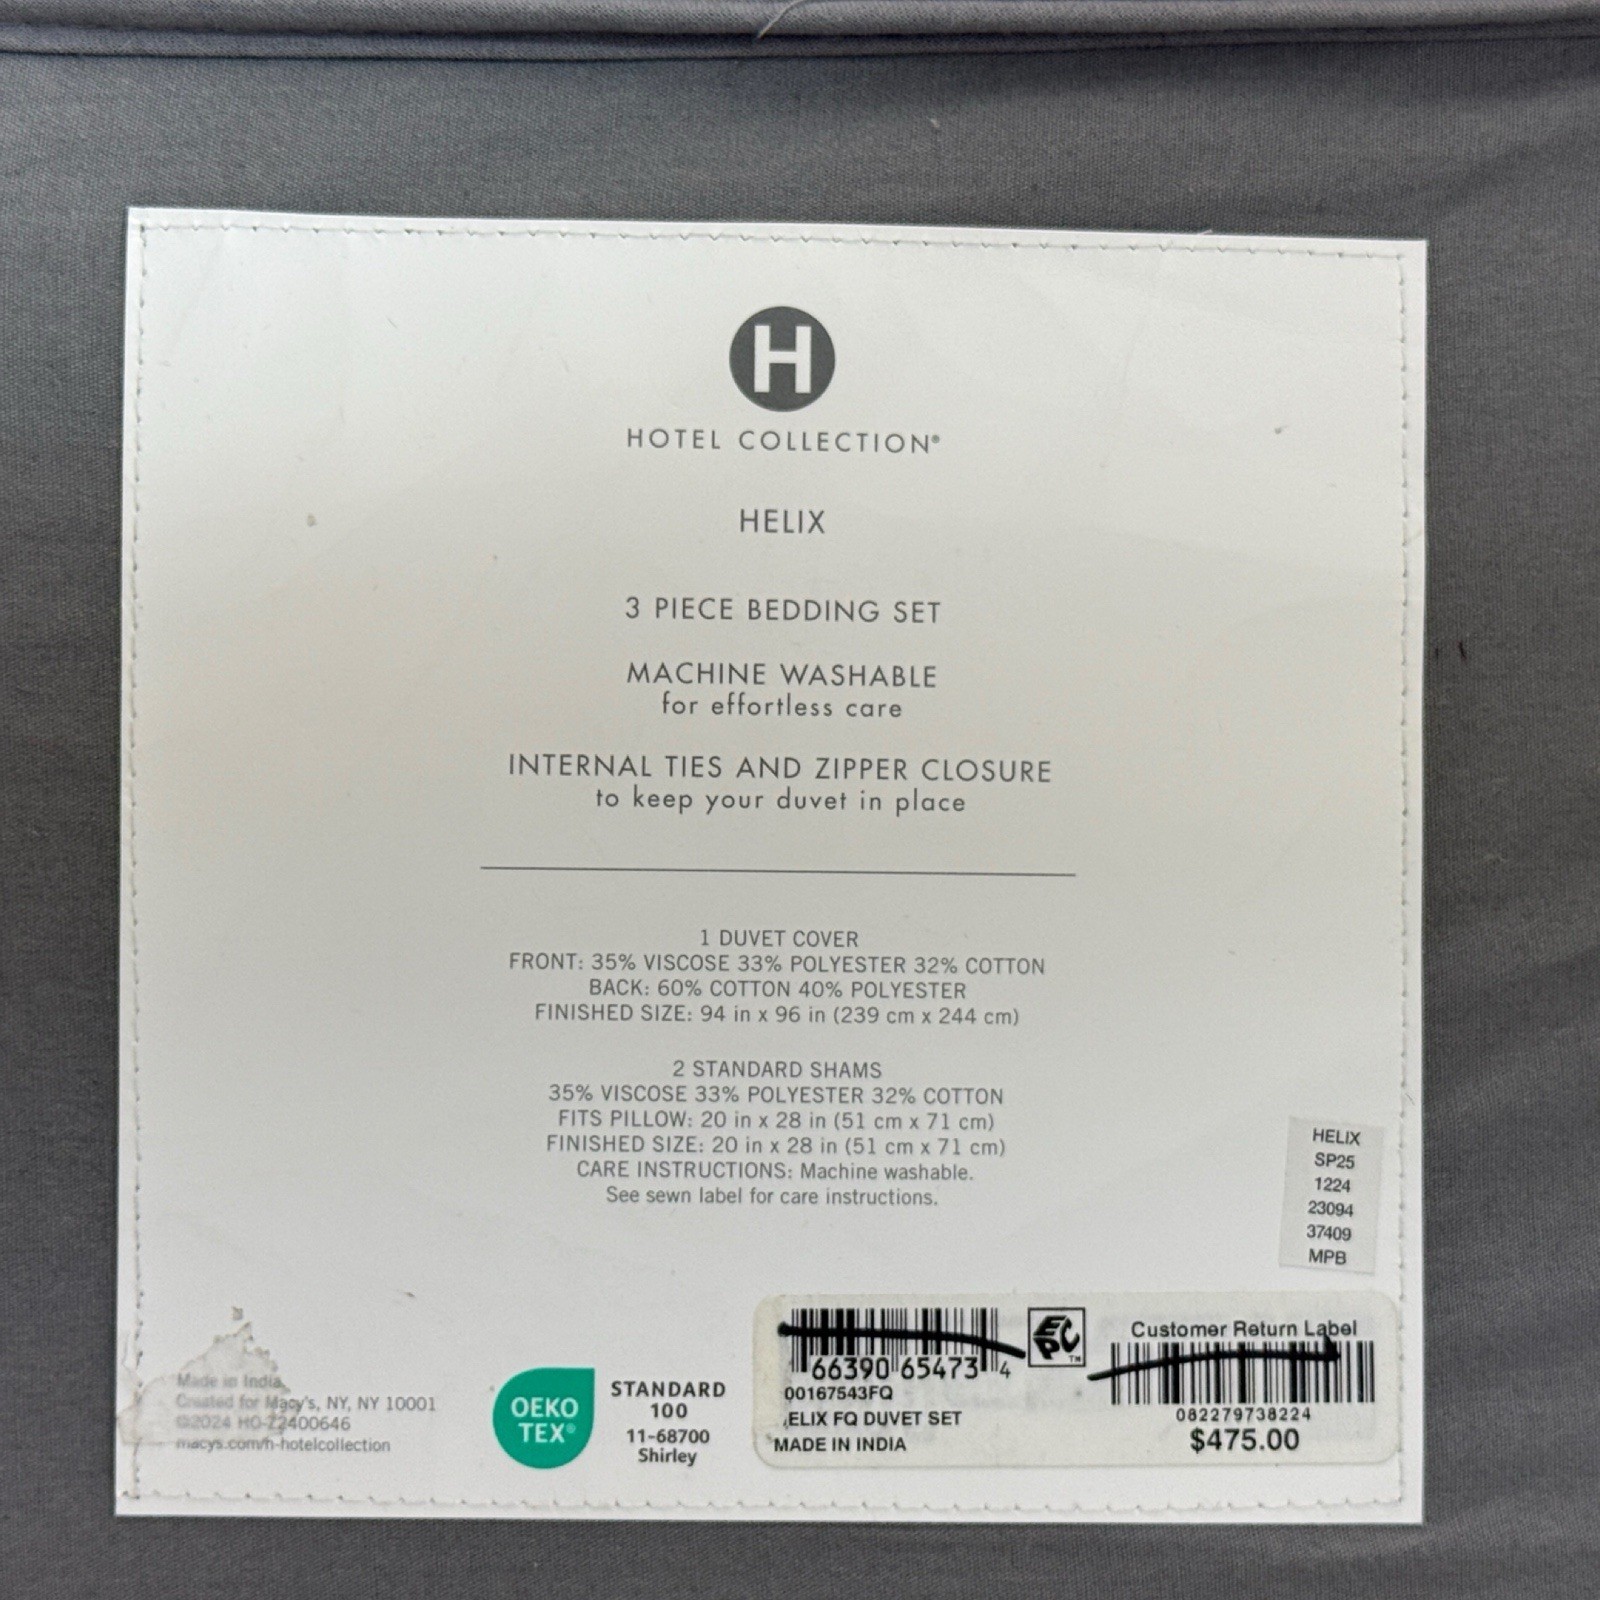 H
HOTEL COLLECTION®
HELIX
3 PIECE BEDDING SET
MACHINE WASHABLE
for effortless care
INTERNAL TIES AND ZIPPER CLOSURE
to keep your duvet in place
1 DUVET COVER
FRONT: 35% VISCOSE 33% POLYESTER 32% COTTON
BACK: 60% COTTON 40% POLYESTER
FINISHED SIZE: 94 in x 96 in (239 cm x 244 cm)
2 STANDARD SHAMS
35% VISCOSE 33% POLYESTER 32% COTTON
FITS PILLOW: 20 in x 28 in (51 cm x 71 cm)
FINISHED SIZE: 20 in x 28 in (51 cm x 71 cm)
CARE INSTRUCTIONS: Machine washable.
See sewn label for care instructions.
HELIX
SP25
1224
23094
37409
MPB
Made in India
Created for Macy's, NY, NY 10001
©2024 HO-Z2400646
macys.com/h-hotelcollection
OEKO
TEX®
STANDARD
100
11-68700
Shirley
66390 65473 4
00167543FQ
ELIX FQ DUVET SET
MADE IN INDIA
EPC™
Customer Return Label
082279738224
$475.00